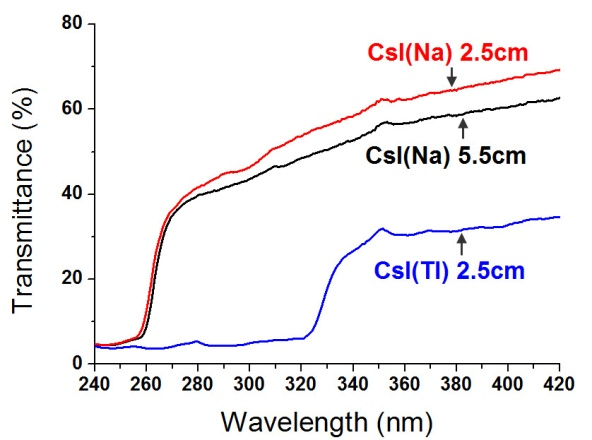 80
CsI(Na) 2.5cm
60
CsI(Na) 5.5cm
40
CsI(Tl) 2.5cm
20
0
240 260 280 300 320 340 360 380 400 420
Transmittance (%)
Wavelength (nm)